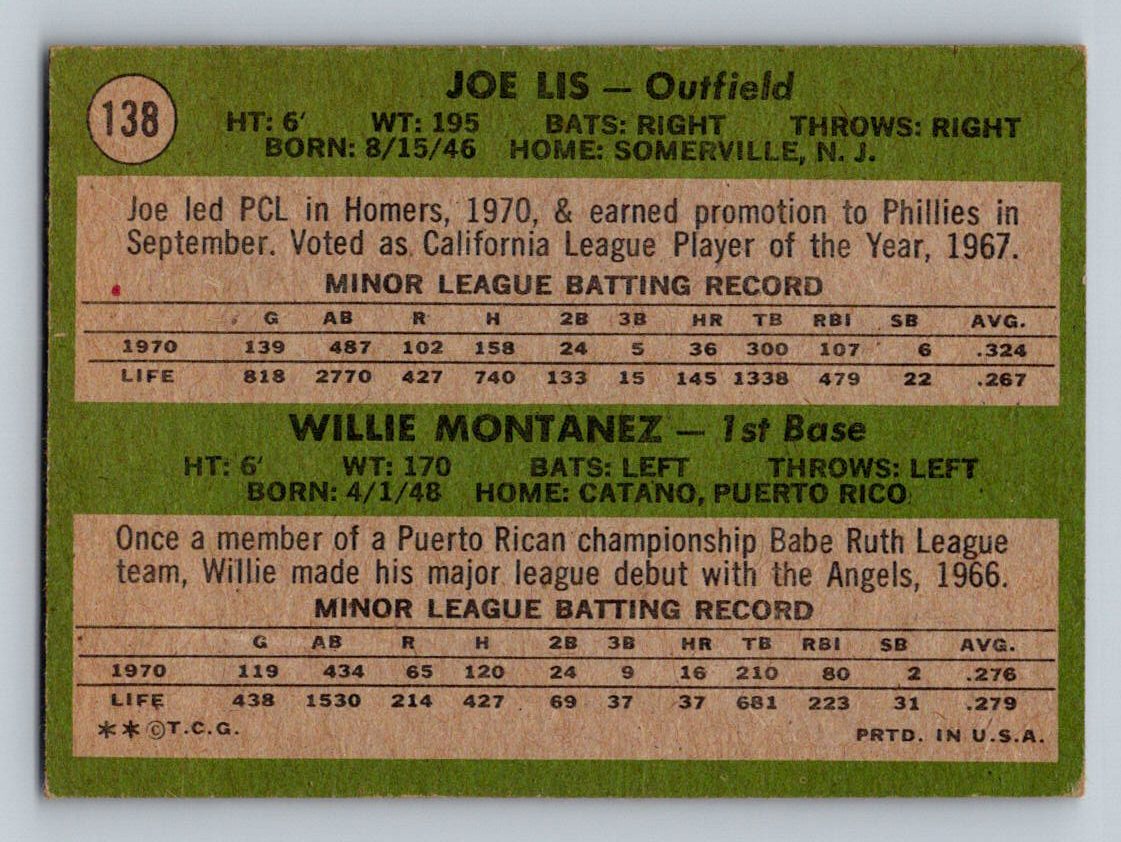 138
JOE LIS — Outfield
HT: 6' WT: 195 BATS: RIGHT THROWS: RIGHT
BORN: 8/15/46 HOME: SOMERVILLE, N. J.
Joe led PCL in Homers, 1970, & earned promotion to Phillies in
September. Voted as California League Player of the Year, 1967.
MINOR LEAGUE BATTING RECORD
G AB R H 2B 3B HR TB RBI SB AVG.
1970 139 487 102 158 24 5 36 300 107 6 .324
LIFE 818 2770 427 740 133 15 145 1338 479 22 .267
WILLIE MONTANEZ — 1st Base
HT: 6' WT: 170 BATS: LEFT THROWS: LEFT
BORN: 4/1/48 HOME: CATANO, PUERTO RICO
Once a member of a Puerto Rican championship Babe Ruth League
team, Willie made his major league debut with the Angels, 1966.
MINOR LEAGUE BATTING RECORD
G AB R H 2B 3B HR TB RBI SB AVG.
1970 119 434 65 120 24 9 16 210 80 2 .276
LIFE 438 1530 214 427 69 37 37 681 223 31 .279
**©T.C.G. PRTD. IN U.S.A.